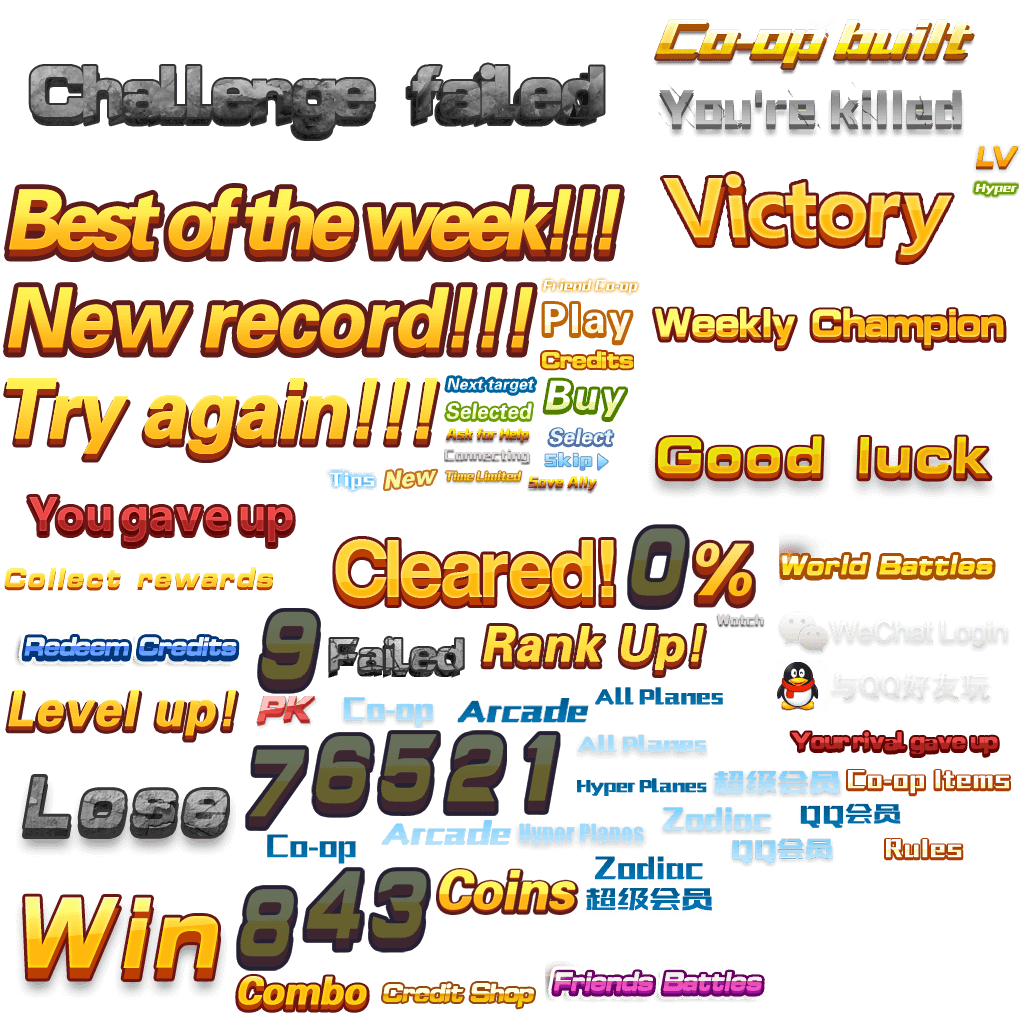 Co-op built
Challenge failed
You're killed
LV
Hyper
Best of the week!!!
Victory
New record!!!
Friend Co-op
Play
Weekly Champion
Credits
Try again!!!
Next target
Buy
Selected
Ask for Help
Select
Good luck
Connecting
Skip
Tips
New
Time Limited
Save Ally
You gave up
Cleared!
0%
World Battles
Collect rewards
Redeem Credits
9
Failed
Rank Up!
Watch
WeChat Login
Level up!
PK
Co-op
Arcade
All Planes
与QQ好友玩
Lose
76521
All Planes
Your rival gave up
Hyper Planes
超级会员
Co-op Items
Co-op
Arcade
Hyper Planes
Zodiac
QQ会员
QQ会员
Rules
Win
843
Coins
Zodiac
超级会员
Combo
Credit Shop
Friends Battles